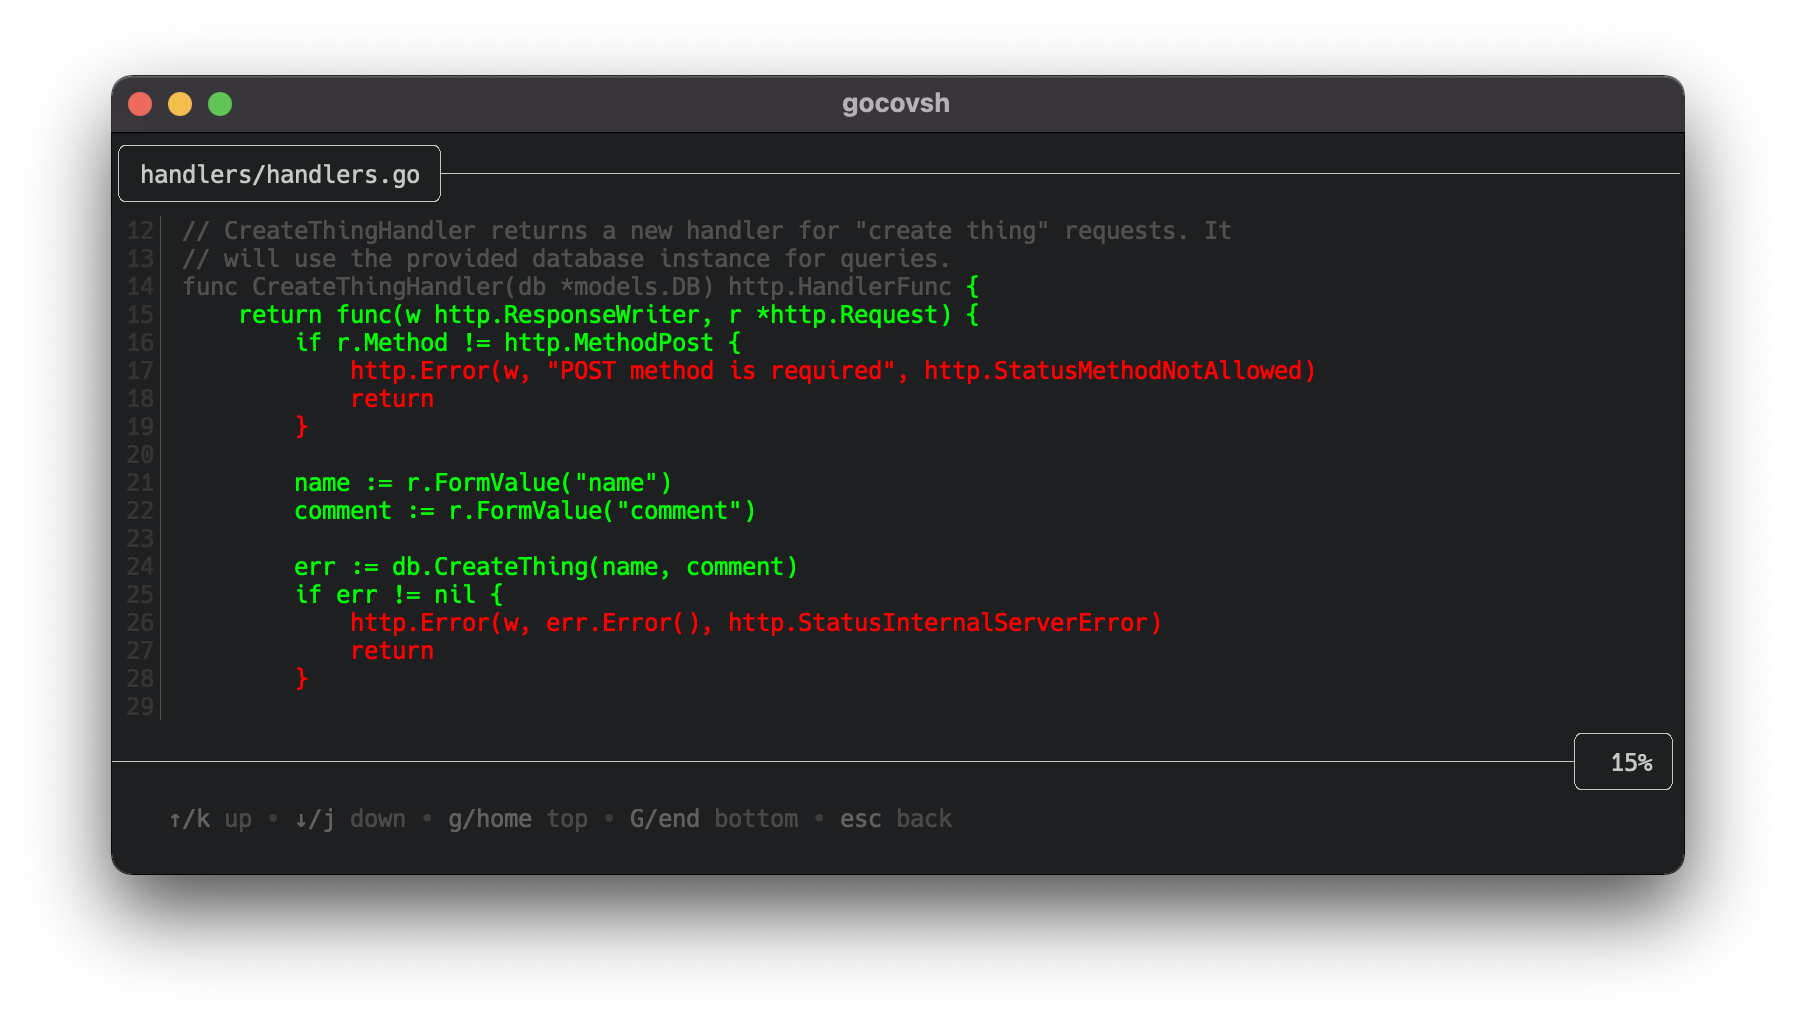 gocovsh
handlers/handlers.go
12 // CreateThingHandler returns a new handler for "create thing" requests. It
13 // will use the provided database instance for queries.
14 func CreateThingHandler(db *models.DB) http.HandlerFunc {
15     return func(w http.ResponseWriter, r *http.Request) {
16         if r.Method != http.MethodPost {
17             http.Error(w, "POST method is required", http.StatusMethodNotAllowed)
18             return
19         }
20
21         name := r.FormValue("name")
22         comment := r.FormValue("comment")
23
24         err := db.CreateThing(name, comment)
25         if err != nil {
26             http.Error(w, err.Error(), http.StatusInternalServerError)
27             return
28         }
29
15%
↑/k up • ↓/j down • g/home top • G/end bottom • esc back